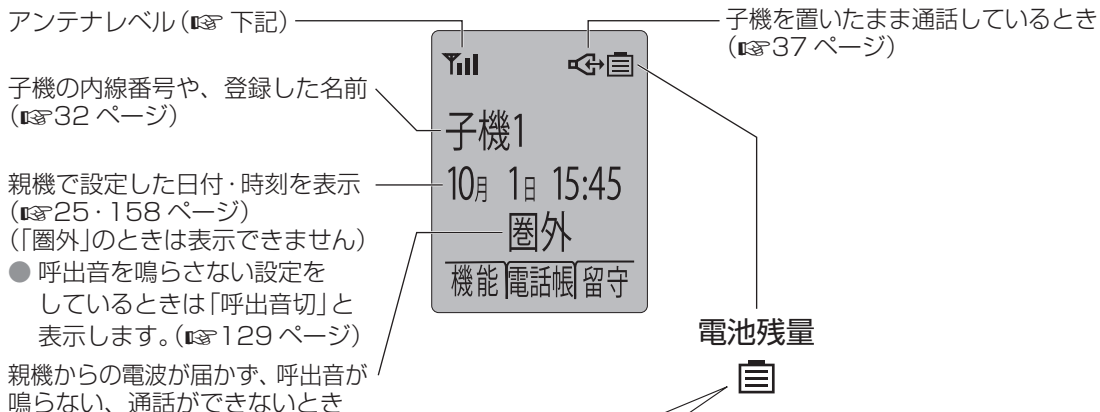 アンテナレベル(☞ 下記)
子機を置いたまま通話しているとき
(☞37 ページ)
子機の内線番号や、登録した名前
(☞32 ページ)
親機で設定した日付・時刻を表示
(☞25・158 ページ)
(「圏外」のときは表示できません)
● 呼出音を鳴らさない設定を
しているときは「呼出音切」と
表示します。(☞129 ページ)
親機からの電波が届かず、呼出音が
鳴らない、通話ができないとき
子機1
10月 1日 15:45
圏外
機能 電話帳 留守
電池残量